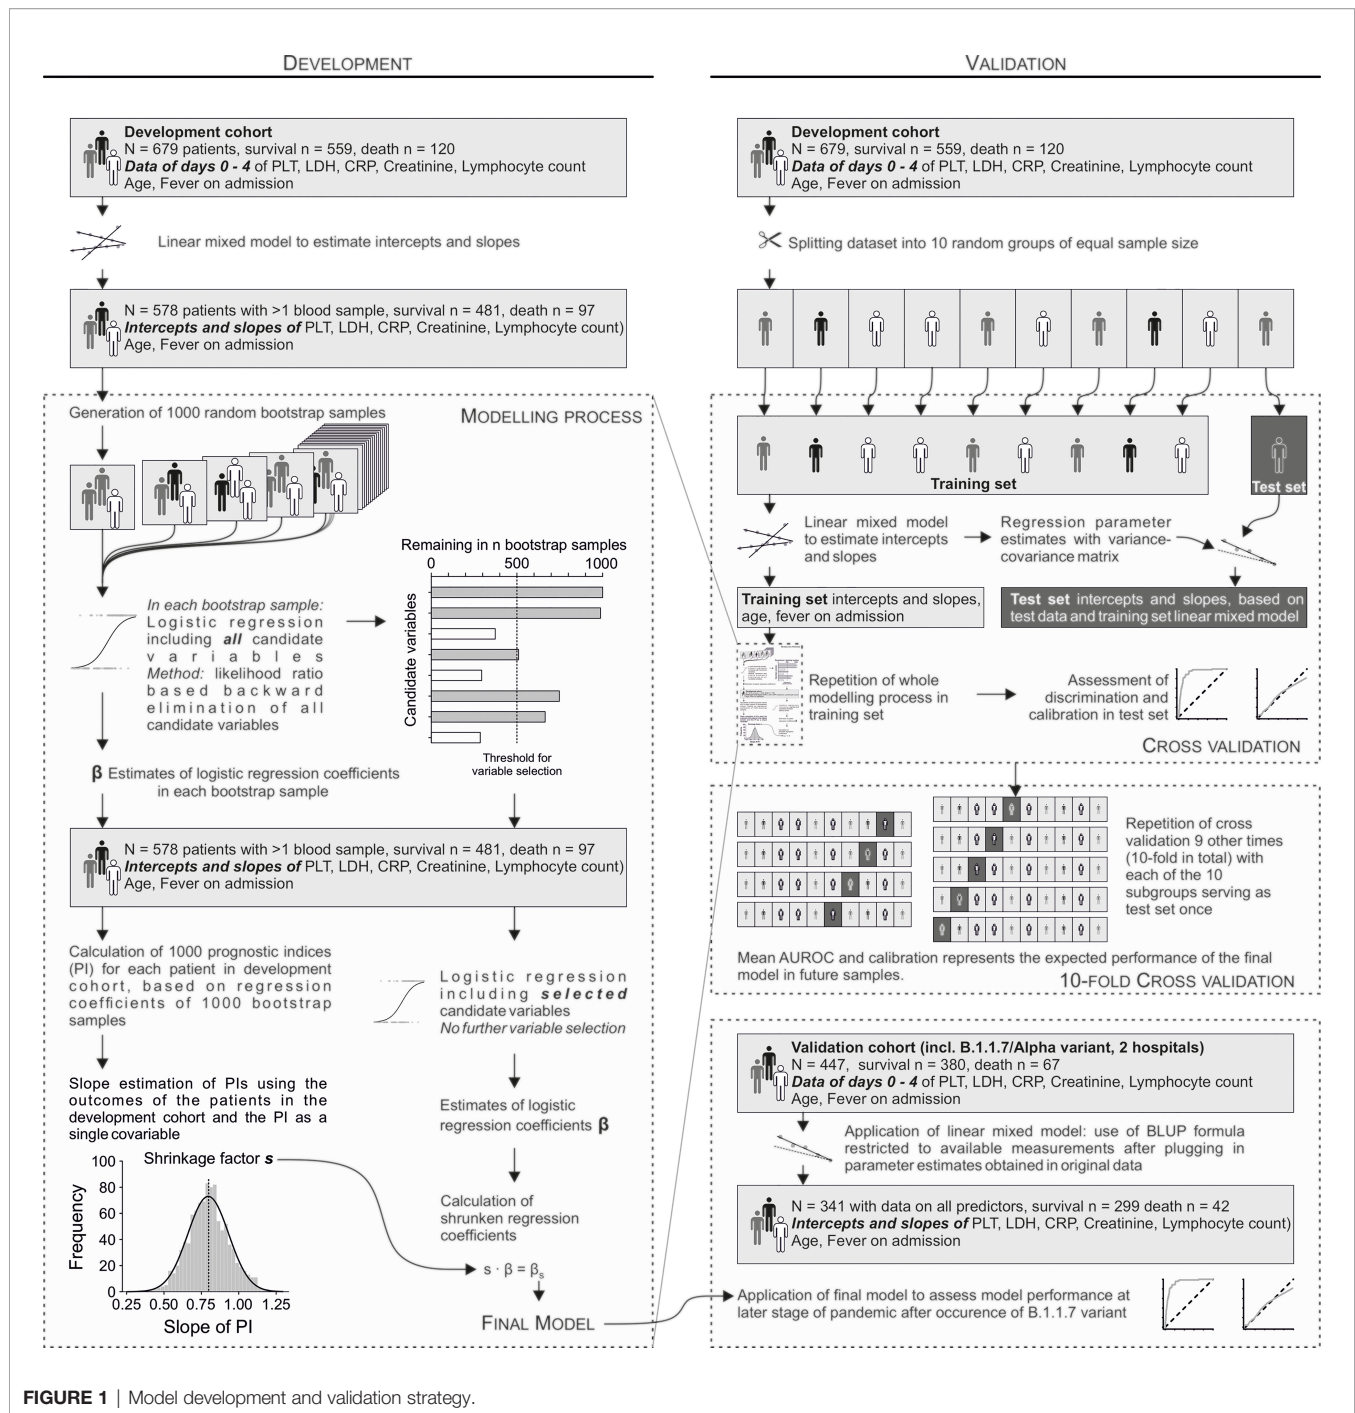 DEVELOPMENT
Development cohort
N = 679 patients, survival n = 559, death n = 120
Data of days 0 - 4 of PLT, LDH, CRP, Creatinine, Lymphocyte count
Age, Fever on admission
Linear mixed model to estimate intercepts and slopes
N = 578 patients with >1 blood sample, survival n = 481, death n = 97
Intercepts and slopes of PLT, LDH, CRP, Creatinine, Lymphocyte count)
Age, Fever on admission
Generation of 1000 random bootstrap samples
MODELLING PROCESS
Remaining in n bootstrap samples
0 500 1000
Candidate variables
Threshold for
variable selection
In each bootstrap sample:
Logistic regression
including all candidate
variables
Method: likelihood ratio
based backward
elimination of all
candidate variables
β Estimates of logistic regression coefficients
in each bootstrap sample
N = 578 patients with >1 blood sample, survival n = 481, death n = 97
Intercepts and slopes of PLT, LDH, CRP, Creatinine, Lymphocyte count)
Age, Fever on admission
Calculation of 1000 prognostic indices
(PI) for each patient in development
cohort, based on regression
coefficients of 1000 bootstrap
samples
Slope estimation of PIs using the
outcomes of the patients in the
development cohort and the PI as a
single covariable
Shrinkage factor s
Frequency
100
80
60
40
20
0
0.25 0.50 0.75 1.00 1.25
Slope of PI
Logistic regression
including selected
candidate variables
No further variable selection
Estimates of logistic
regression coefficients β
Calculation of
shrunken regression
coefficients
s · β = βs
FINAL MODEL
VALIDATION
Development cohort
N = 679, survival n = 559, death n = 120
Data of days 0 - 4 of PLT, LDH, CRP, Creatinine, Lymphocyte count
Age, Fever on admission
Splitting dataset into 10 random groups of equal sample size
Training set
Test set
Linear mixed model
to estimate intercepts
and slopes
Regression parameter
estimates with variance-
covariance matrix
Training set intercepts and slopes,
age, fever on admission
Test set intercepts and slopes, based on
test data and training set linear mixed model
Repetition of whole
modelling process in
training set
Assessment of
discrimination and
calibration in test set
CROSS VALIDATION
Repetition of cross
validation 9 other times
(10-fold in total) with
each of the 10
subgroups serving as
test set once
Mean AUROC and calibration represents the expected performance of the final
model in future samples.
10-FOLD CROSS VALIDATION
Validation cohort (incl. B.1.1.7/Alpha variant, 2 hospitals)
N = 447, survival n = 380, death n = 67
Data of days 0 - 4 of PLT, LDH, CRP, Creatinine, Lymphocyte count
Age, Fever on admission
Application of linear mixed model: use of BLUP formula
restricted to available measurements after plugging in
parameter estimates obtained in original data
N = 341 with data on all predictors, survival n = 299 death n = 42
Intercepts and slopes of PLT, LDH, CRP, Creatinine, Lymphocyte count)
Age, Fever on admission
Application of final model to assess model performance at
later stage of pandemic after occurence of B.1.1.7 variant
FIGURE 1 | Model development and validation strategy.